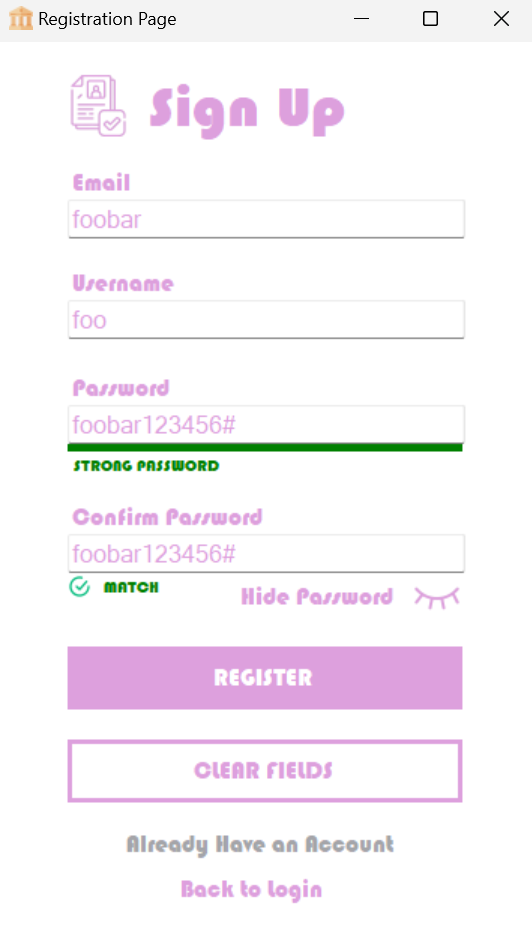 Registration Page
Sign Up
Email
foobar
Username
foo
Password
foobar123456#
STRONG PASSWORD
Confirm Password
foobar123456#
MATCH
Hide Password
REGISTER
CLEAR FIELDS
Already Have an Account
Back to Login